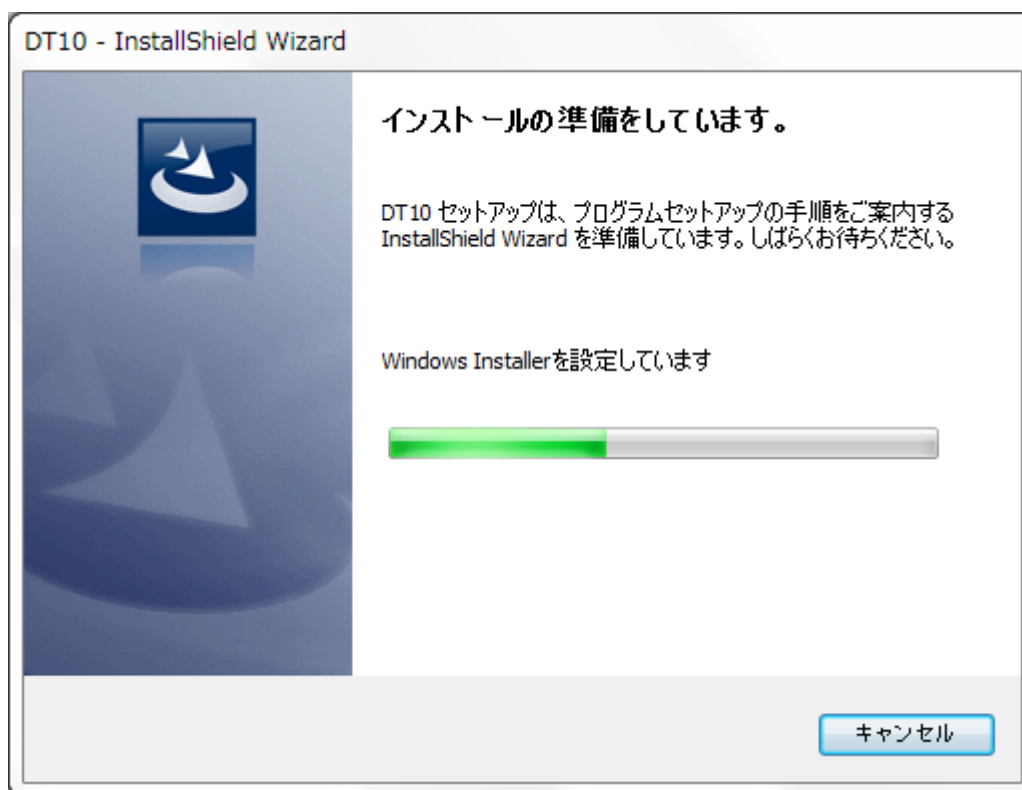 DT10 - InstallShield Wizard
インストールの準備をしています。
DT10 セットアップは、プログラムセットアップの手順をご案内する
InstallShield Wizard を準備しています。しばらくお待ちください。
Windows Installerを設定しています
キャンセル